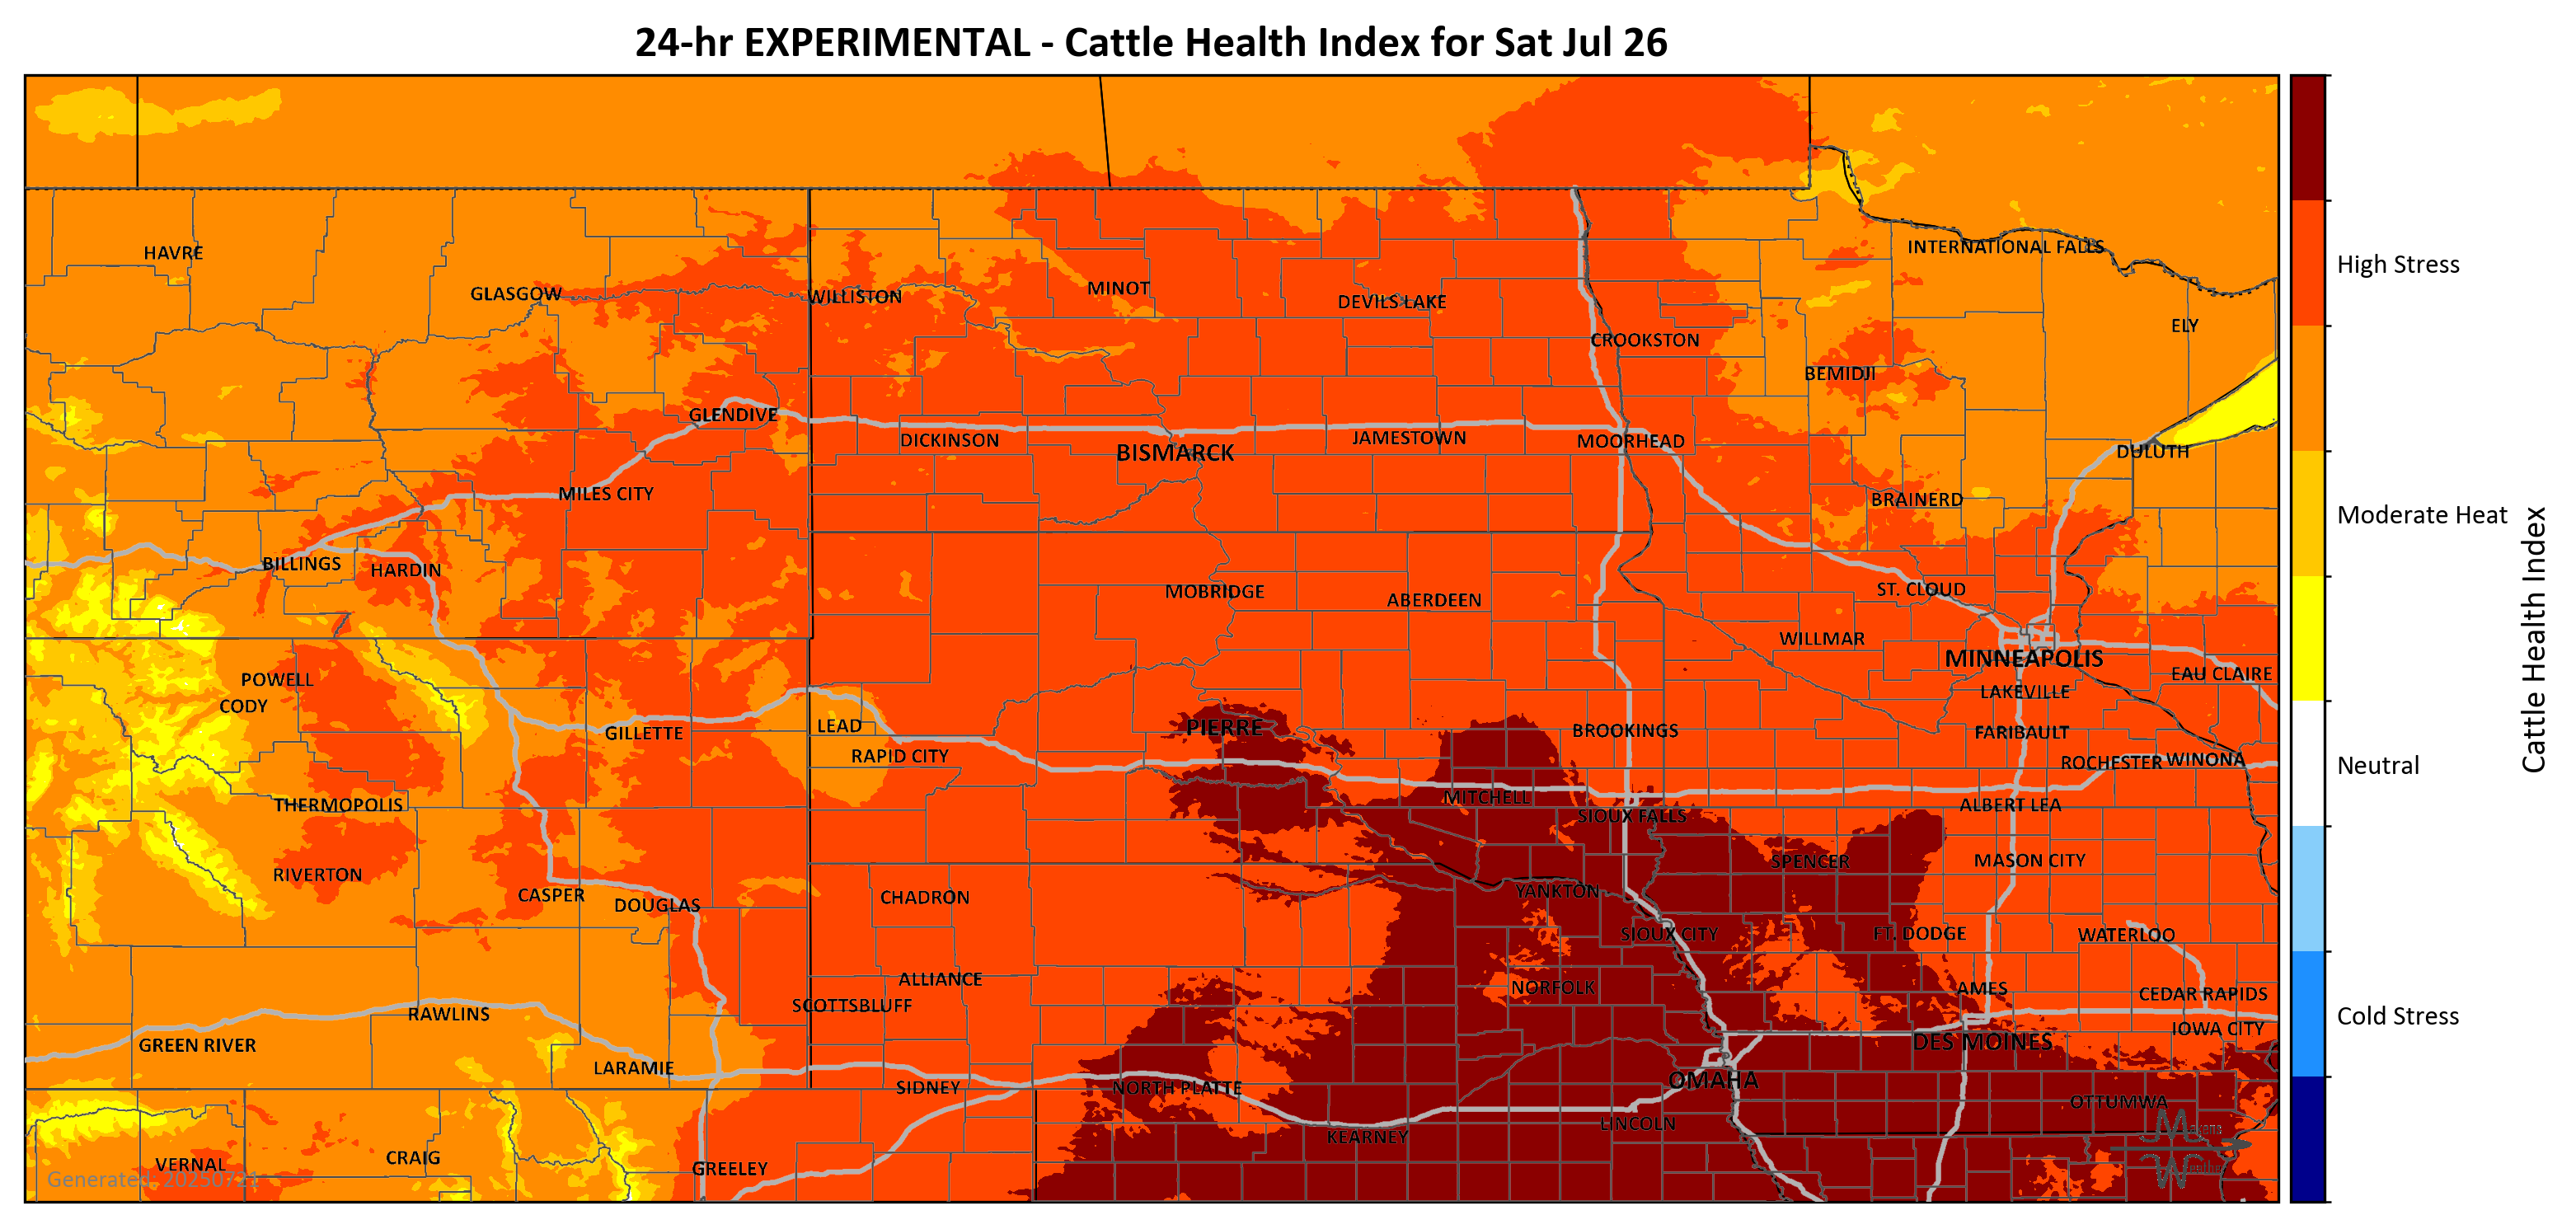 24-hr EXPERIMENTAL - Cattle Health Index for Sat Jul 26
HAVRE
INTERNATIONAL FALLS
GLASGOW
WILLISTON
MINOT
DEVILS LAKE
ELY
CROOKSTON
BEMIDJI
GLENDIVE
DICKINSON
BISMARCK
JAMESTOWN
MOORHEAD
DULUTH
MILES CITY
BRAINERD
BILLINGS
HARDIN
MOBRIDGE
ABERDEEN
ST. CLOUD
WILLMAR
MINNEAPOLIS
EAU CLAIRE
POWELL
CODY
LAKEVILLE
GILLETTE
LEAD
PIERRE
BROOKINGS
FARIBAULT
RAPID CITY
ROCHESTER
WINONA
THERMOPOLIS
MITCHELL
SIOUX FALLS
ALBERT LEA
RIVERTON
SPENCER
MASON CITY
CASPER
DOUGLAS
CHADRON
YANKTON
SIOUX CITY
FT. DODGE
WATERLOO
ALLIANCE
NORFOLK
AMES
CEDAR RAPIDS
SCOTTSBLUFF
RAWLINS
IOWA CITY
GREEN RIVER
DES MOINES
LARAMIE
SIDNEY
NORTH PLATTE
OMAHA
OTTUMWA
LINCOLN
KEARNEY
VERNAL
CRAIG
GREELEY
Generated: 20250721
High Stress
Moderate Heat
Neutral
Cold Stress
Cattle Health Index